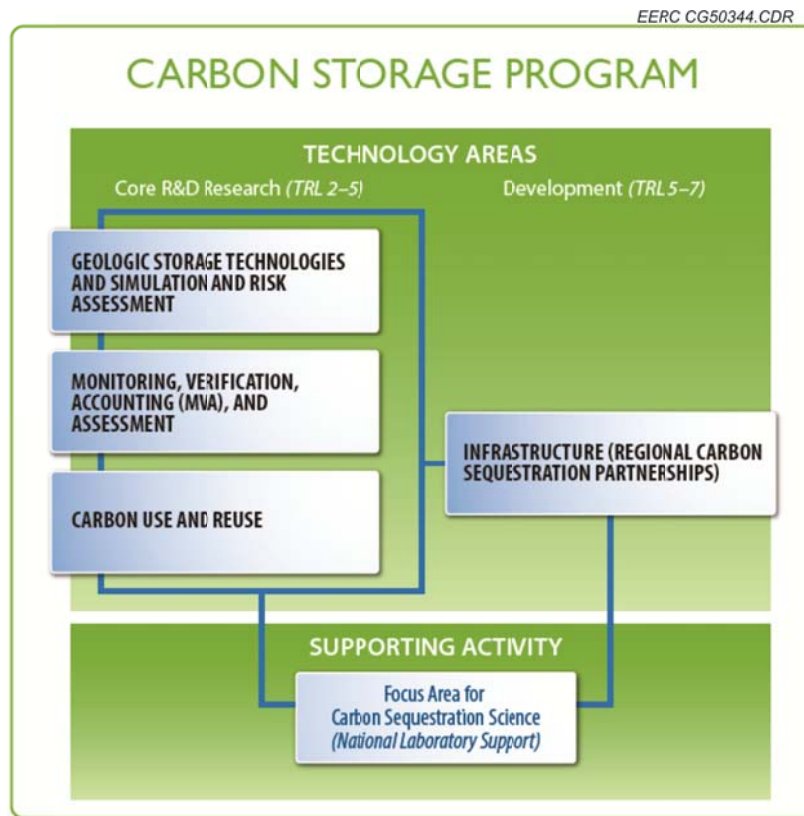 EERC CG50344.CDR
CARBON STORAGE PROGRAM
TECHNOLOGY AREAS
Core R&D Research (TRL 2–5)
Development (TRL 5–7)
GEOLOGIC STORAGE TECHNOLOGIES
AND SIMULATION AND RISK
ASSESSMENT
MONITORING, VERIFICATION,
ACCOUNTING (MVA), AND
ASSESSMENT
CARBON USE AND REUSE
INFRASTRUCTURE (REGIONAL CARBON
SEQUESTRATION PARTNERSHIPS)
SUPPORTING ACTIVITY
Focus Area for
Carbon Sequestration Science
(National Laboratory Support)